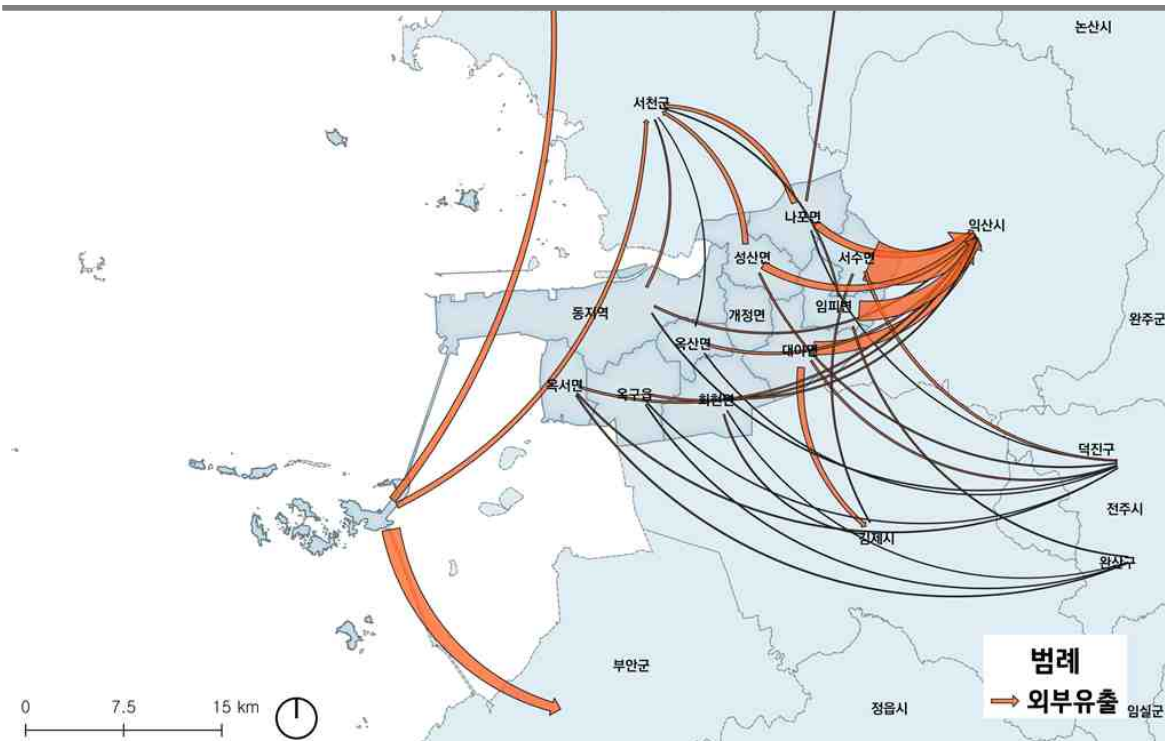 논산시
서천군
나포면
익산시
성산면
서수면
임피면
동지역
개정면
완주군
옥산면
대야면
옥서면
옥구읍
회현면
덕진구
전주시
김제시
완산구
부안군
범례
외부유출
정읍시
임실군
0 7.5 15 km